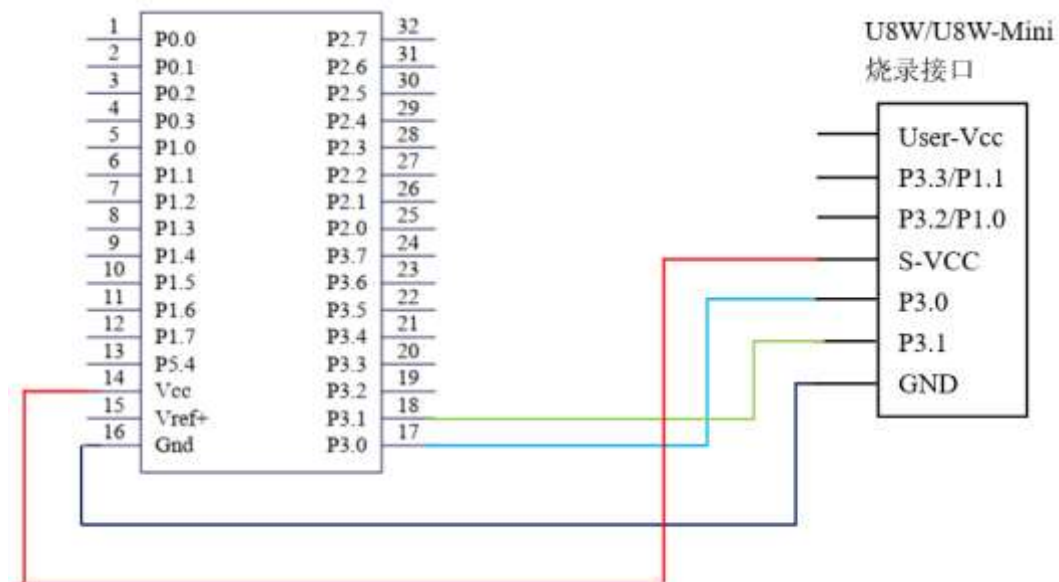 1 P0.0 P2.7 32
2 P0.1 P2.6 31
3 P0.2 P2.5 30
4 P0.3 P2.4 29
5 P1.0 P2.3 28
6 P1.1 P2.2 27
7 P1.2 P2.1 26
8 P1.3 P2.0 25
9 P1.4 P3.7 24
10 P1.5 P3.6 23
11 P1.6 P3.5 22
12 P1.7 P3.4 21
13 P5.4 P3.3 20
14 Vcc P3.2 19
15 Vref+ P3.1 18
16 Gnd P3.0 17
U8W/U8W-Mini
烧录接口
User-Vcc
P3.3/P1.1
P3.2/P1.0
S-VCC
P3.0
P3.1
GND